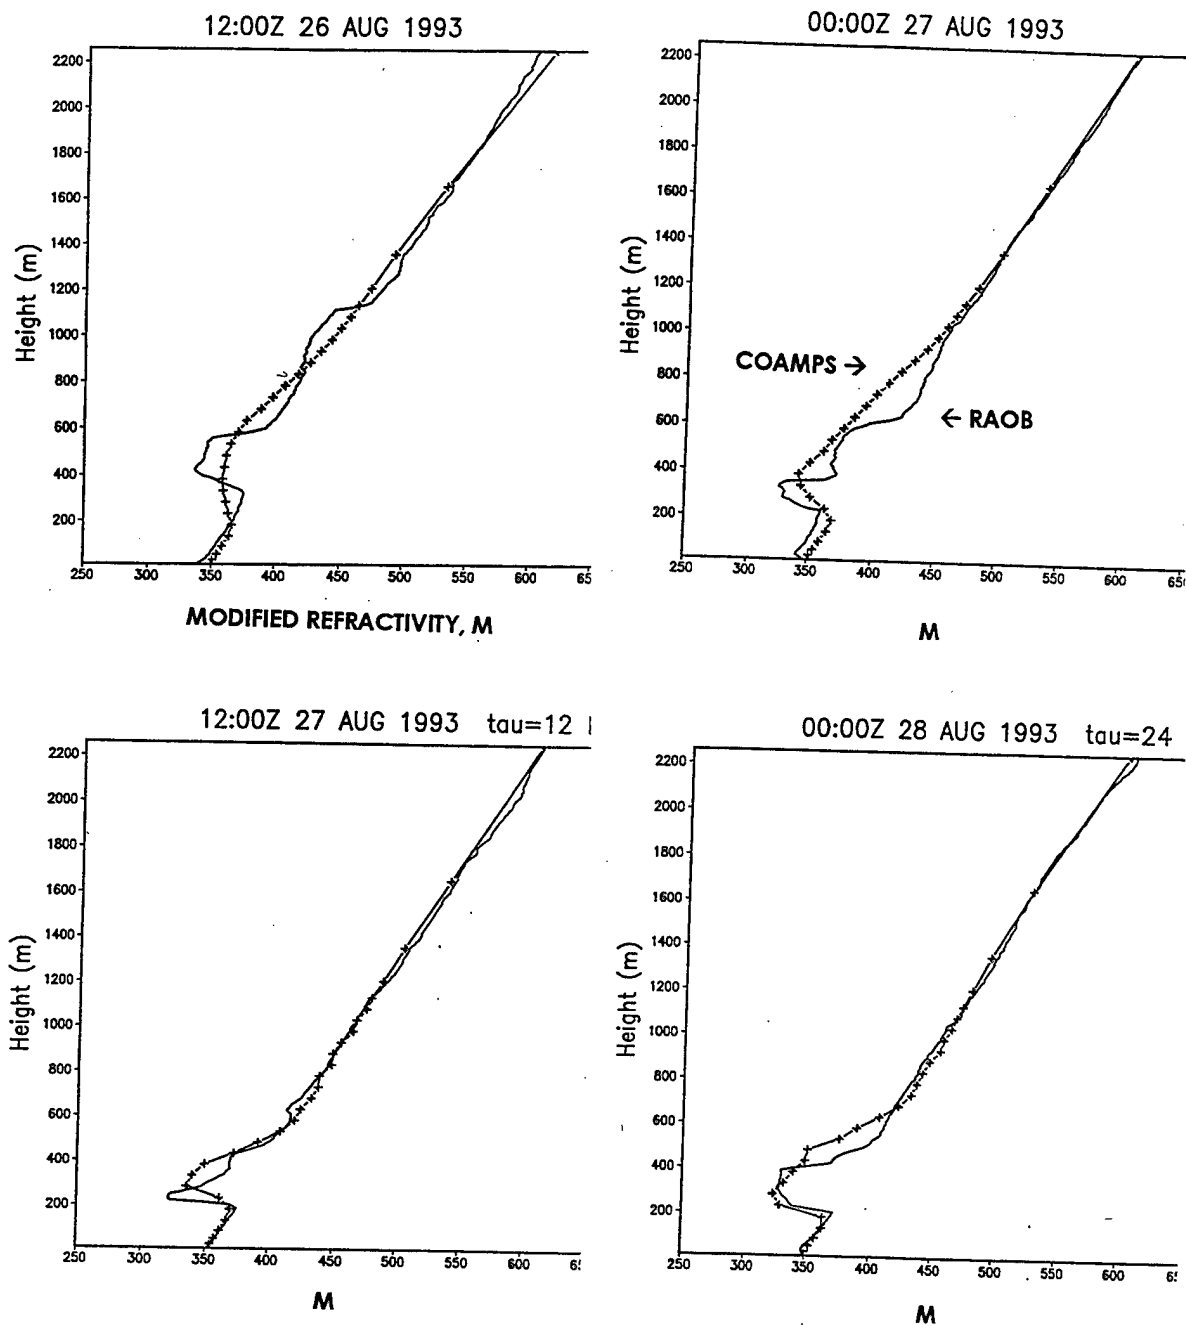 12:00Z 26 AUG 1993
2200
2000
1800
1600
1400
1200
1000
800
600
400
200
Height (m)
250 300 350 400 450 500 550 600 65
MODIFIED REFRACTIVITY, M
00:00Z 27 AUG 1993
2200
2000
1800
1600
1400
1200
1000
800
600
400
200
Height (m)
COAMPS →
← RAOB
250 300 350 400 450 500 550 600 650
M
12:00Z 27 AUG 1993 tau=12
2200
2000
1800
1600
1400
1200
1000
800
600
400
200
Height (m)
250 300 350 400 450 500 550 600
M
00:00Z 28 AUG 1993 tau=24
2200
2000
1800
1600
1400
1200
1000
800
600
400
200
Height (m)
250 300 350 400 450 500 550 600
M